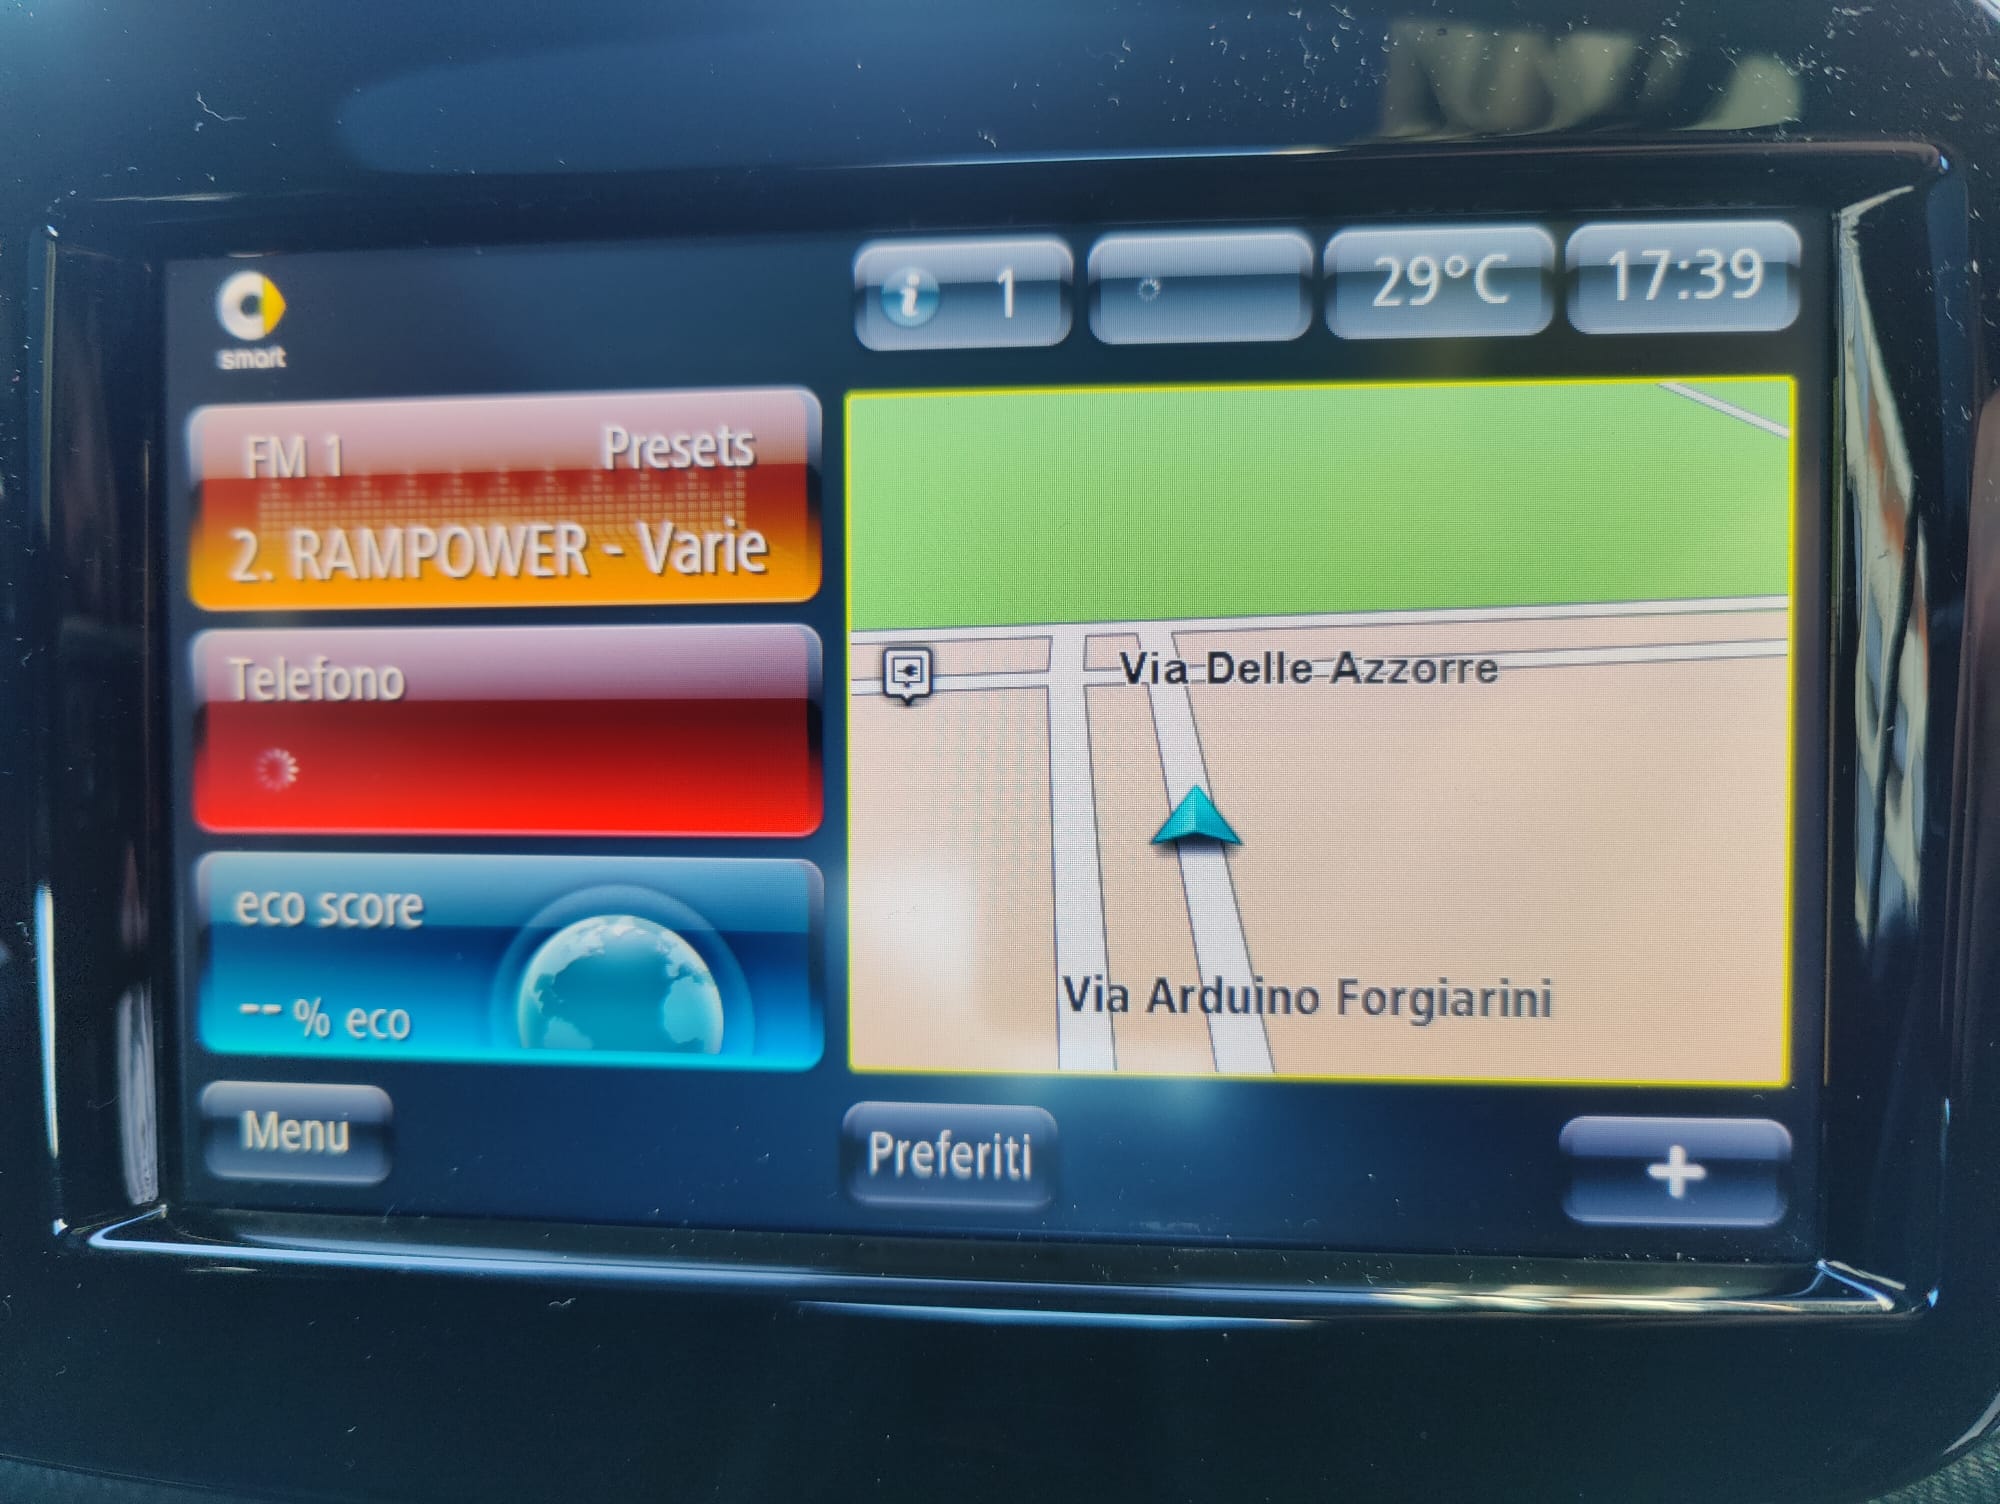 smart
i 1
29°C
17:39
FM 1 Presets
2. RAMPOWER - Varie
Telefono
eco score
-- % eco
Via Delle Azzorre
Via Arduino Forgiarini
Menu
Preferiti
+